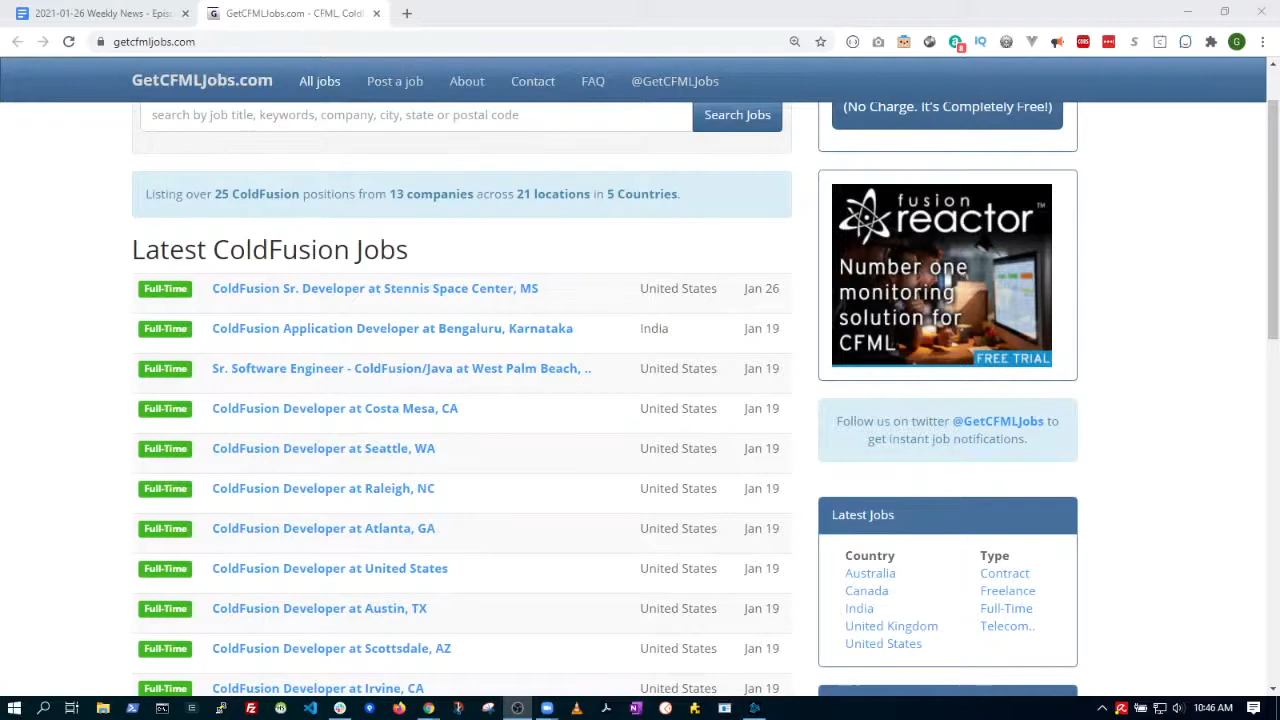 2021-01-26 Weekly News - Epis
GetCFMLJobs.com - CFML, Cold
getcfmljobs.com
GetCFMLJobs.com
All jobs
Post a job
About
Contact
FAQ
@GetCFMLJobs
search by job title, keywords, company, city, state or postal code
Search Jobs
(No Charge. It's Completely Free!)
Listing over 25 ColdFusion positions from 13 companies across 21 locations in 5 Countries.
Latest ColdFusion Jobs
Full-Time ColdFusion Sr. Developer at Stennis Space Center, MS United States Jan 26
Full-Time ColdFusion Application Developer at Bengaluru, Karnataka India Jan 19
Full-Time Sr. Software Engineer - ColdFusion/Java at West Palm Beach, .. United States Jan 19
Full-Time ColdFusion Developer at Costa Mesa, CA United States Jan 19
Full-Time ColdFusion Developer at Seattle, WA United States Jan 19
Full-Time ColdFusion Developer at Raleigh, NC United States Jan 19
Full-Time ColdFusion Developer at Atlanta, GA United States Jan 19
Full-Time ColdFusion Developer at United States United States Jan 19
Full-Time ColdFusion Developer at Austin, TX United States Jan 19
Full-Time ColdFusion Developer at Scottsdale, AZ United States Jan 19
Full-Time ColdFusion Developer at Irvine, CA United States Jan 19
fusion
reactor™
Number one
monitoring
solution for
CFML
FREE TRIAL
Follow us on twitter @GetCFMLJobs to
get instant job notifications.
Latest Jobs
Country Type
Australia Contract
Canada Freelance
India Full-Time
United Kingdom Telecom..
United States
10:46 AM